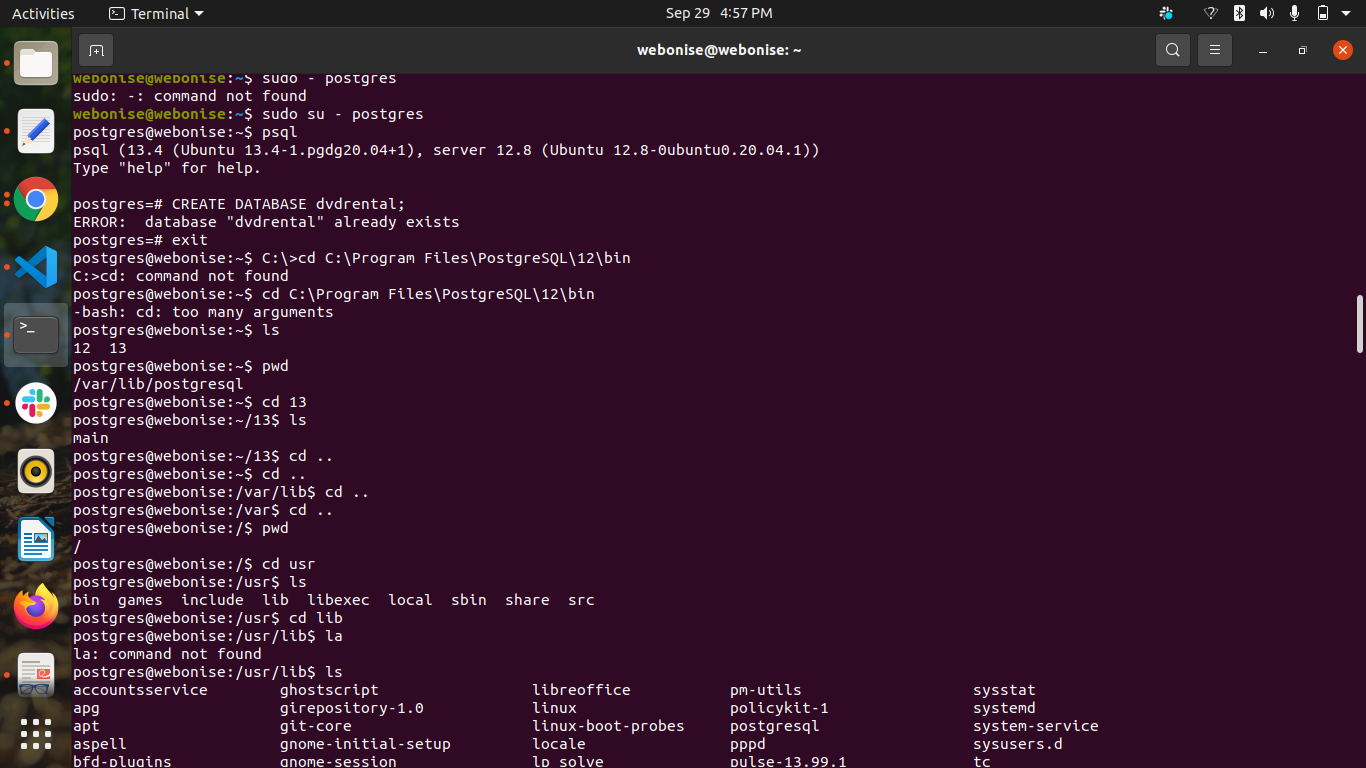 Activities Terminal Sep 29 4:57 PM
webonise@webonise: ~
webonise@webonise:~$ sudo - postgres
sudo: -: command not found
webonise@webonise:~$ sudo su - postgres
postgres@webonise:~$ psql
psql (13.4 (Ubuntu 13.4-1.pgdg20.04+1), server 12.8 (Ubuntu 12.8-0ubuntu0.20.04.1))
Type "help" for help.
postgres=# CREATE DATABASE dvdrental;
ERROR:  database "dvdrental" already exists
postgres=# exit
postgres@webonise:~$ C:\>cd C:\Program Files\PostgreSQL\12\bin
C:>cd: command not found
postgres@webonise:~$ cd C:\Program Files\PostgreSQL\12\bin
-bash: cd: too many arguments
postgres@webonise:~$ ls
12  13
postgres@webonise:~$ pwd
/var/lib/postgresql
postgres@webonise:~$ cd 13
postgres@webonise:~/13$ ls
main
postgres@webonise:~/13$ cd ..
postgres@webonise:~$ cd ..
postgres@webonise:/var/lib$ cd ..
postgres@webonise:/var$ cd ..
postgres@webonise:/$ pwd
/
postgres@webonise:/$ cd usr
postgres@webonise:/usr$ ls
bin  games  include  lib  libexec  local  sbin  share  src
postgres@webonise:/usr$ cd lib
postgres@webonise:/usr/lib$ la
la: command not found
postgres@webonise:/usr/lib$ ls
accountsservice ghostscript libreoffice pm-utils sysstat
apg girepository-1.0 linux policykit-1 systemd
apt git-core linux-boot-probes postgresql system-service
aspell gnome-initial-setup locale pppd sysusers.d
bfd-plugins gnome-session lp_solve pulse-13.99.1 tc